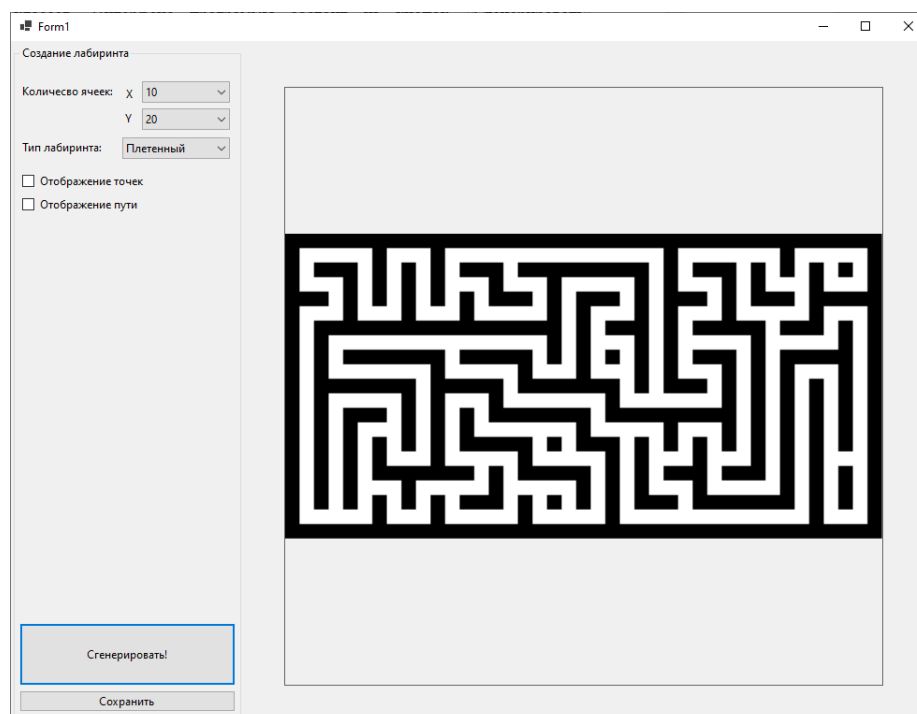 Form1
Создание лабиринта
Количесво ячеек: X 10
Y 20
Тип лабиринта: Плетенный
Отображение точек
Отображение пути
Сгенерировать!
Сохранить